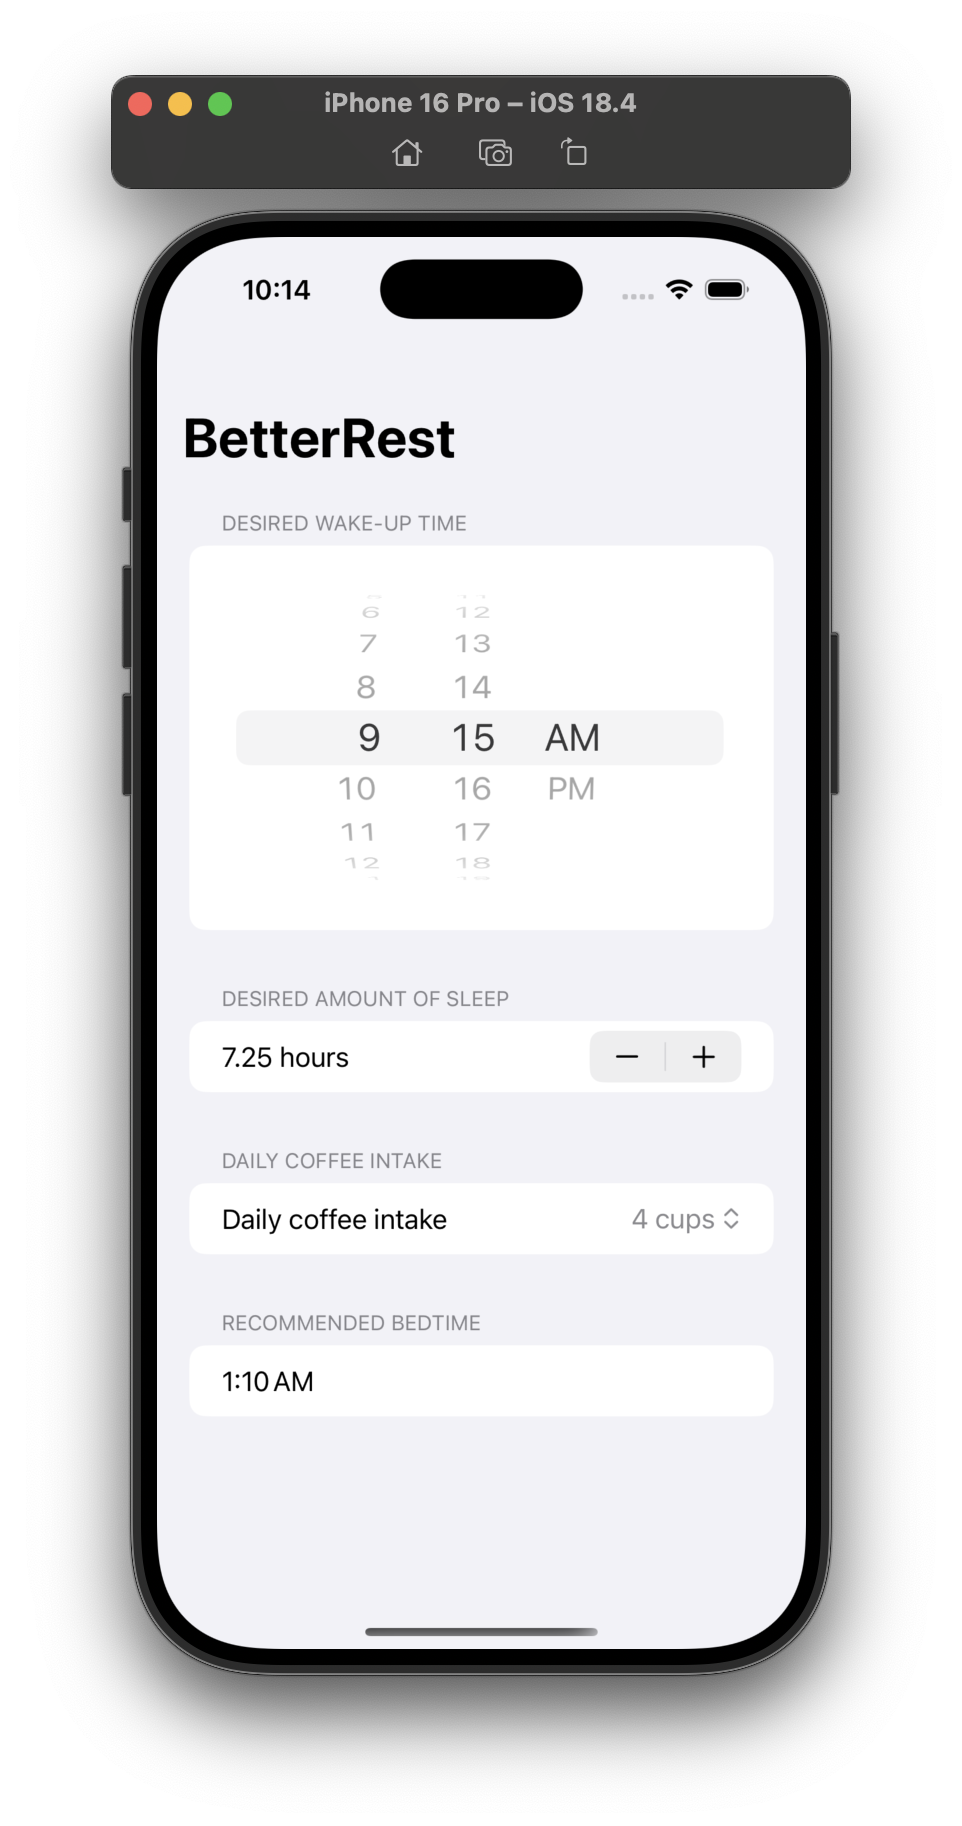 iPhone 16 Pro – iOS 18.4
10:14
BetterRest
DESIRED WAKE-UP TIME
6 12
7 13
8 14
9 15 AM
10 16 PM
11 17
12 18
DESIRED AMOUNT OF SLEEP
7.25 hours
DAILY COFFEE INTAKE
Daily coffee intake 4 cups
RECOMMENDED BEDTIME
1:10 AM